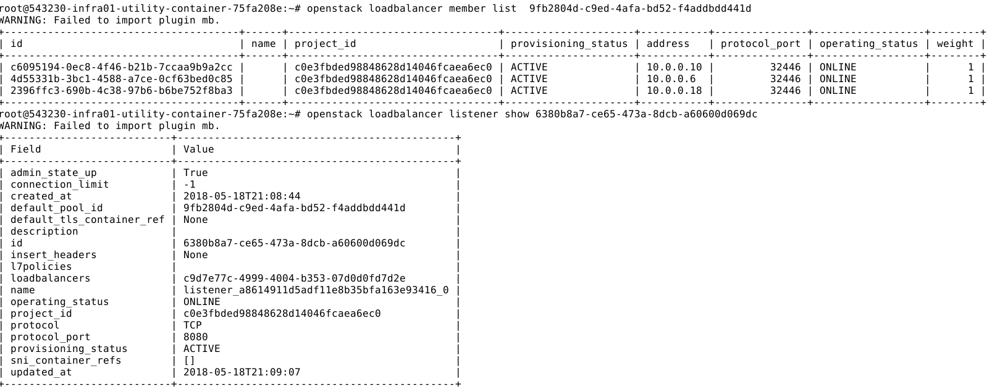 root@543230-infra01-utility-container-75fa208e:~# openstack loadbalancer member list  9fb2804d-c9ed-4afa-bd52-f4addbdd441d
WARNING: Failed to import plugin mb.
+--------------------------------------+------+----------------------------------+---------------------+-----------+---------------+------------------+--------+
| id                                   | name | project_id                       | provisioning_status | address   | protocol_port | operating_status | weight |
+--------------------------------------+------+----------------------------------+---------------------+-----------+---------------+------------------+--------+
| c6095194-0ec8-4f46-b21b-7ccaa9b9a2cc |      | c0e3fbded98848628d14046fcaea6ec0 | ACTIVE              | 10.0.0.10 |         32446 | ONLINE           |      1 |
| 4d55331b-3bc1-4588-a7ce-0cf63bed0c85 |      | c0e3fbded98848628d14046fcaea6ec0 | ACTIVE              | 10.0.0.6  |         32446 | ONLINE           |      1 |
| 2396ffc3-690b-4c38-97b6-b6be752f8ba3 |      | c0e3fbded98848628d14046fcaea6ec0 | ACTIVE              | 10.0.0.18 |         32446 | ONLINE           |      1 |
+--------------------------------------+------+----------------------------------+---------------------+-----------+---------------+------------------+--------+
root@543230-infra01-utility-container-75fa208e:~# openstack loadbalancer listener show 6380b8a7-ce65-473a-8dcb-a60600d069dc
WARNING: Failed to import plugin mb.
+---------------------------+---------------------------------------------+
| Field                     | Value                                       |
+---------------------------+---------------------------------------------+
| admin_state_up            | True                                        |
| connection_limit          | -1                                          |
| created_at                | 2018-05-18T21:08:44                         |
| default_pool_id           | 9fb2804d-c9ed-4afa-bd52-f4addbdd441d        |
| default_tls_container_ref | None                                        |
| description               |                                             |
| id                        | 6380b8a7-ce65-473a-8dcb-a60600d069dc        |
| insert_headers            | None                                        |
| l7policies                |                                             |
| loadbalancers             | c9d7e77c-4999-4004-b353-07d0d0fd7d2e        |
| name                      | listener_a8614911d5adf11e8b35bfa163e93416_0 |
| operating_status          | ONLINE                                      |
| project_id                | c0e3fbded98848628d14046fcaea6ec0            |
| protocol                  | TCP                                         |
| protocol_port             | 8080                                        |
| provisioning_status       | ACTIVE                                      |
| sni_container_refs        | []                                          |
| updated_at                | 2018-05-18T21:09:07                         |
+---------------------------+---------------------------------------------+